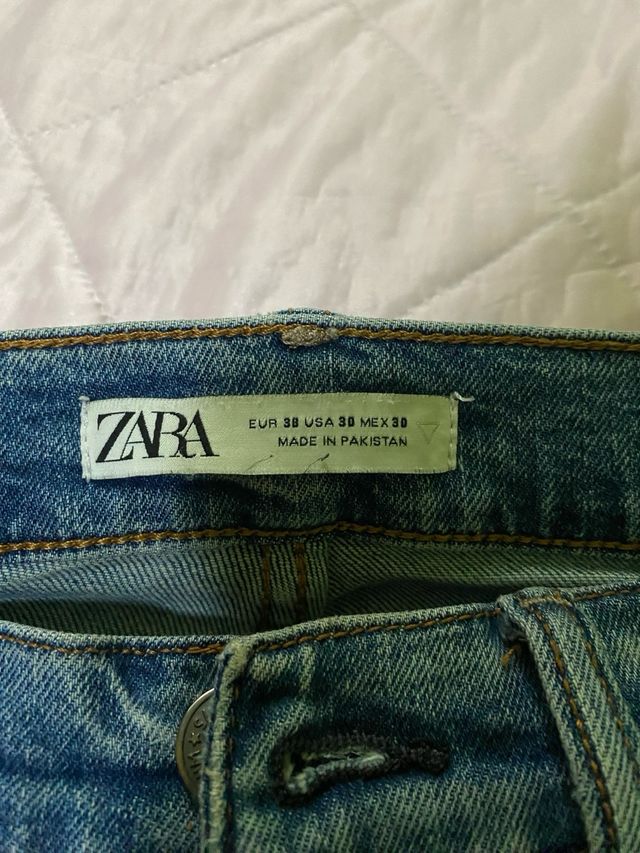 ZARA
EUR 38 USA 30 MEX 30
MADE IN PAKISTAN